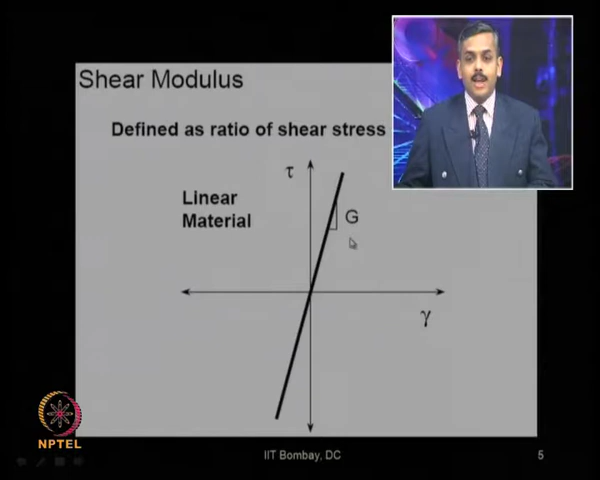 Shear Modulus
Defined as ratio of shear stress
τ
Linear
Material
G
γ
NPTEL
IIT Bombay, DC
5